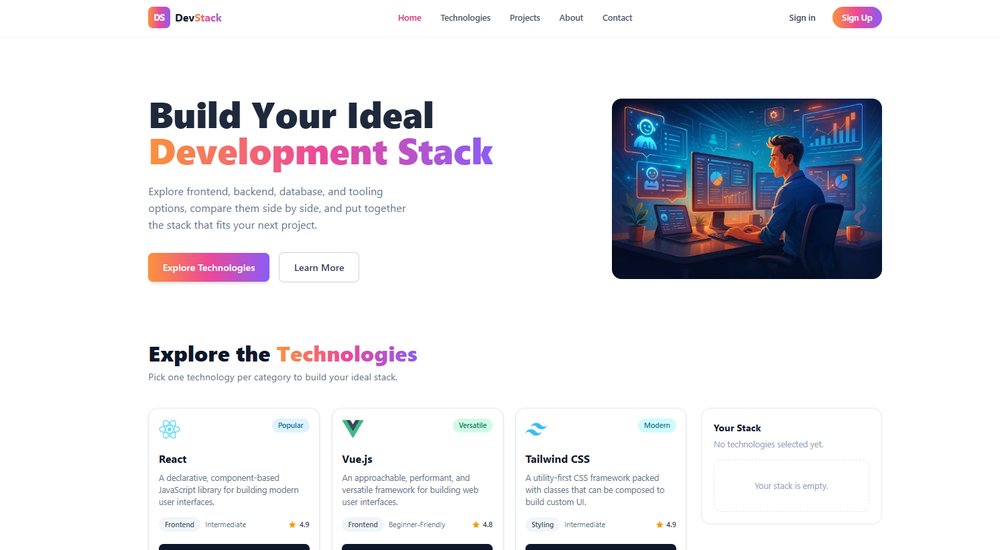 DS DevStack Home Technologies Projects About Contact Sign in Sign Up
Build Your Ideal
Development Stack
Explore frontend, backend, database, and tooling
options, compare them side by side, and put together
the stack that fits your next project.
Explore Technologies Learn More
Explore the Technologies
Pick one technology per category to build your ideal stack.
Popular
React
A declarative, component-based
JavaScript library for building modern
user interfaces.
Frontend Intermediate 4.9
Versatile
Vue.js
An approachable, performant, and
versatile framework for building web
user interfaces.
Frontend Beginner-Friendly 4.8
Modern
Tailwind CSS
A utility-first CSS framework packed
with classes that can be composed to
build custom UI.
Styling Intermediate 4.9
Your Stack
No technologies selected yet.
Your stack is empty.